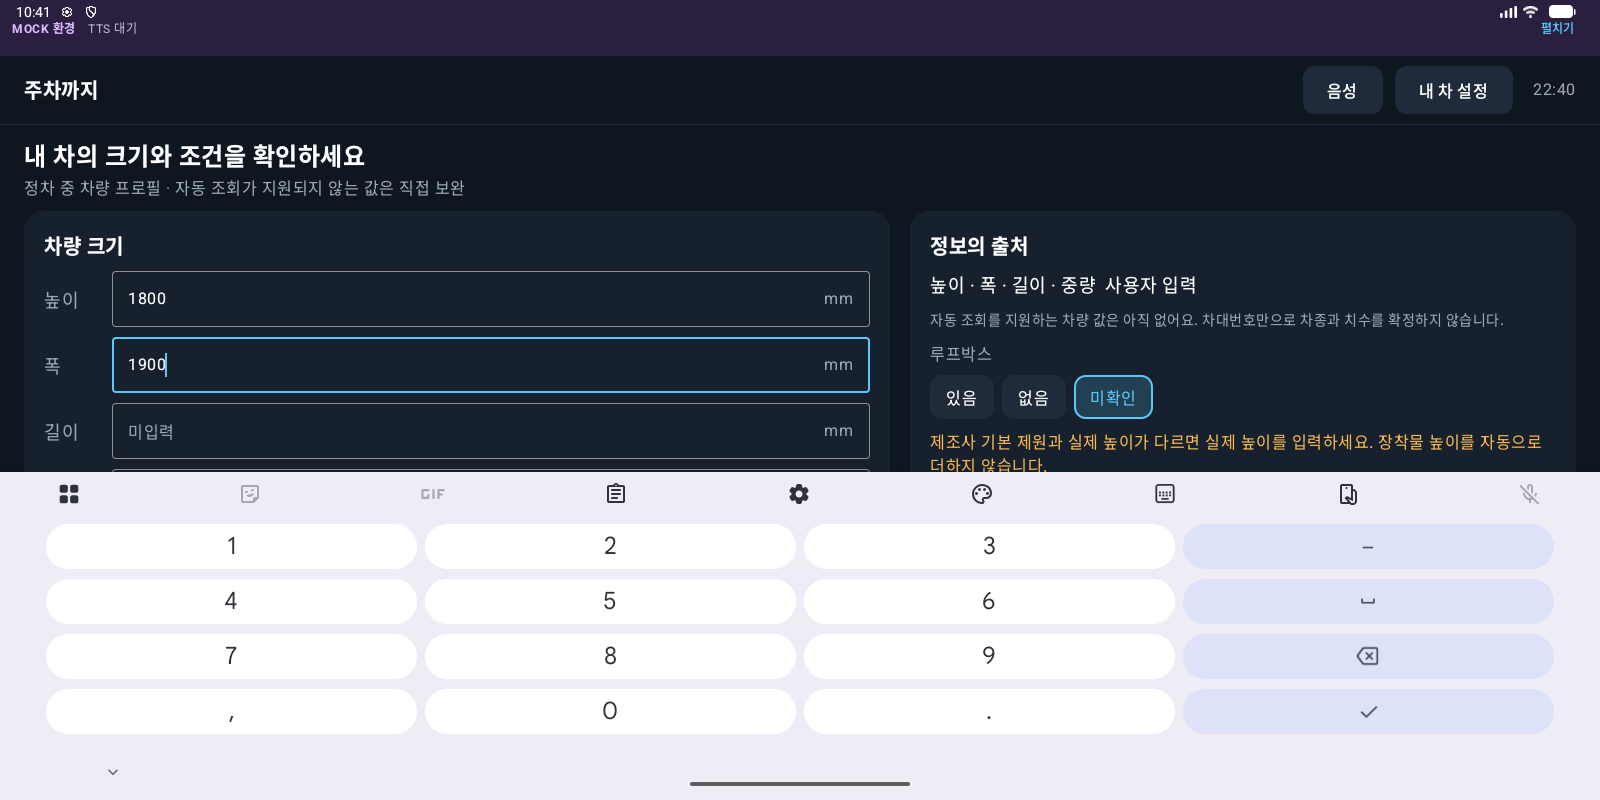 10:41
MOCK 환경 TTS 대기
펼치기
주차까지
음성
내 차 설정
22:40
내 차의 크기와 조건을 확인하세요
정차 중 차량 프로필 · 자동 조회가 지원되지 않는 값은 직접 보완
차량 크기
높이 1800 mm
폭 1900 mm
길이 미입력 mm
정보의 출처
높이 · 폭 · 길이 · 중량 사용자 입력
자동 조회를 지원하는 차량 값은 아직 없어요. 차대번호만으로 차종과 치수를 확정하지 않습니다.
루프박스
있음 없음 미확인
제조사 기본 제원과 실제 높이가 다르면 실제 높이를 입력하세요. 장착물 높이를 자동으로
더하지 않습니다.
GIF
1 2 3 –
4 5 6
7 8 9
, 0 .